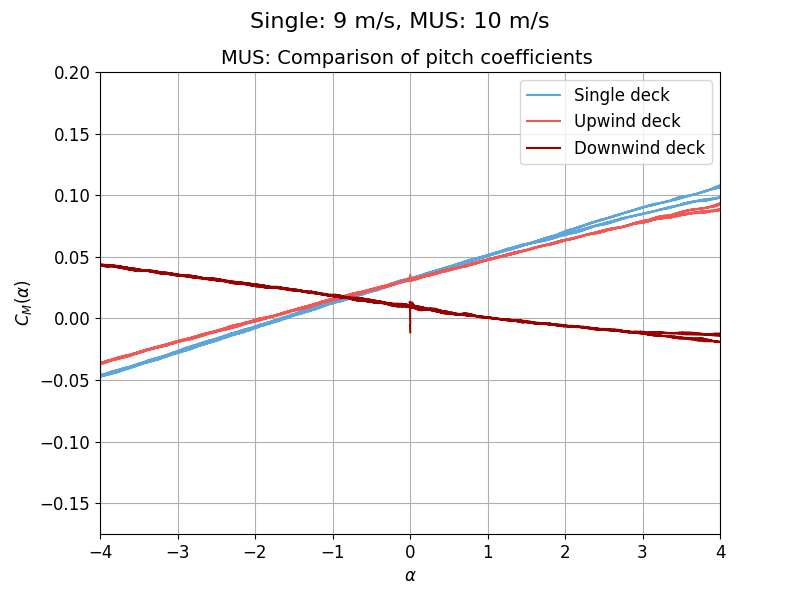 Single: 9 m/s, MUS: 10 m/s
MUS: Comparison of pitch coefficients
0.20
0.15
0.10
0.05
0.00
−0.05
−0.10
−0.15
C_M(α)
Single deck
Upwind deck
Downwind deck
−4 −3 −2 −1 0 1 2 3 4
α